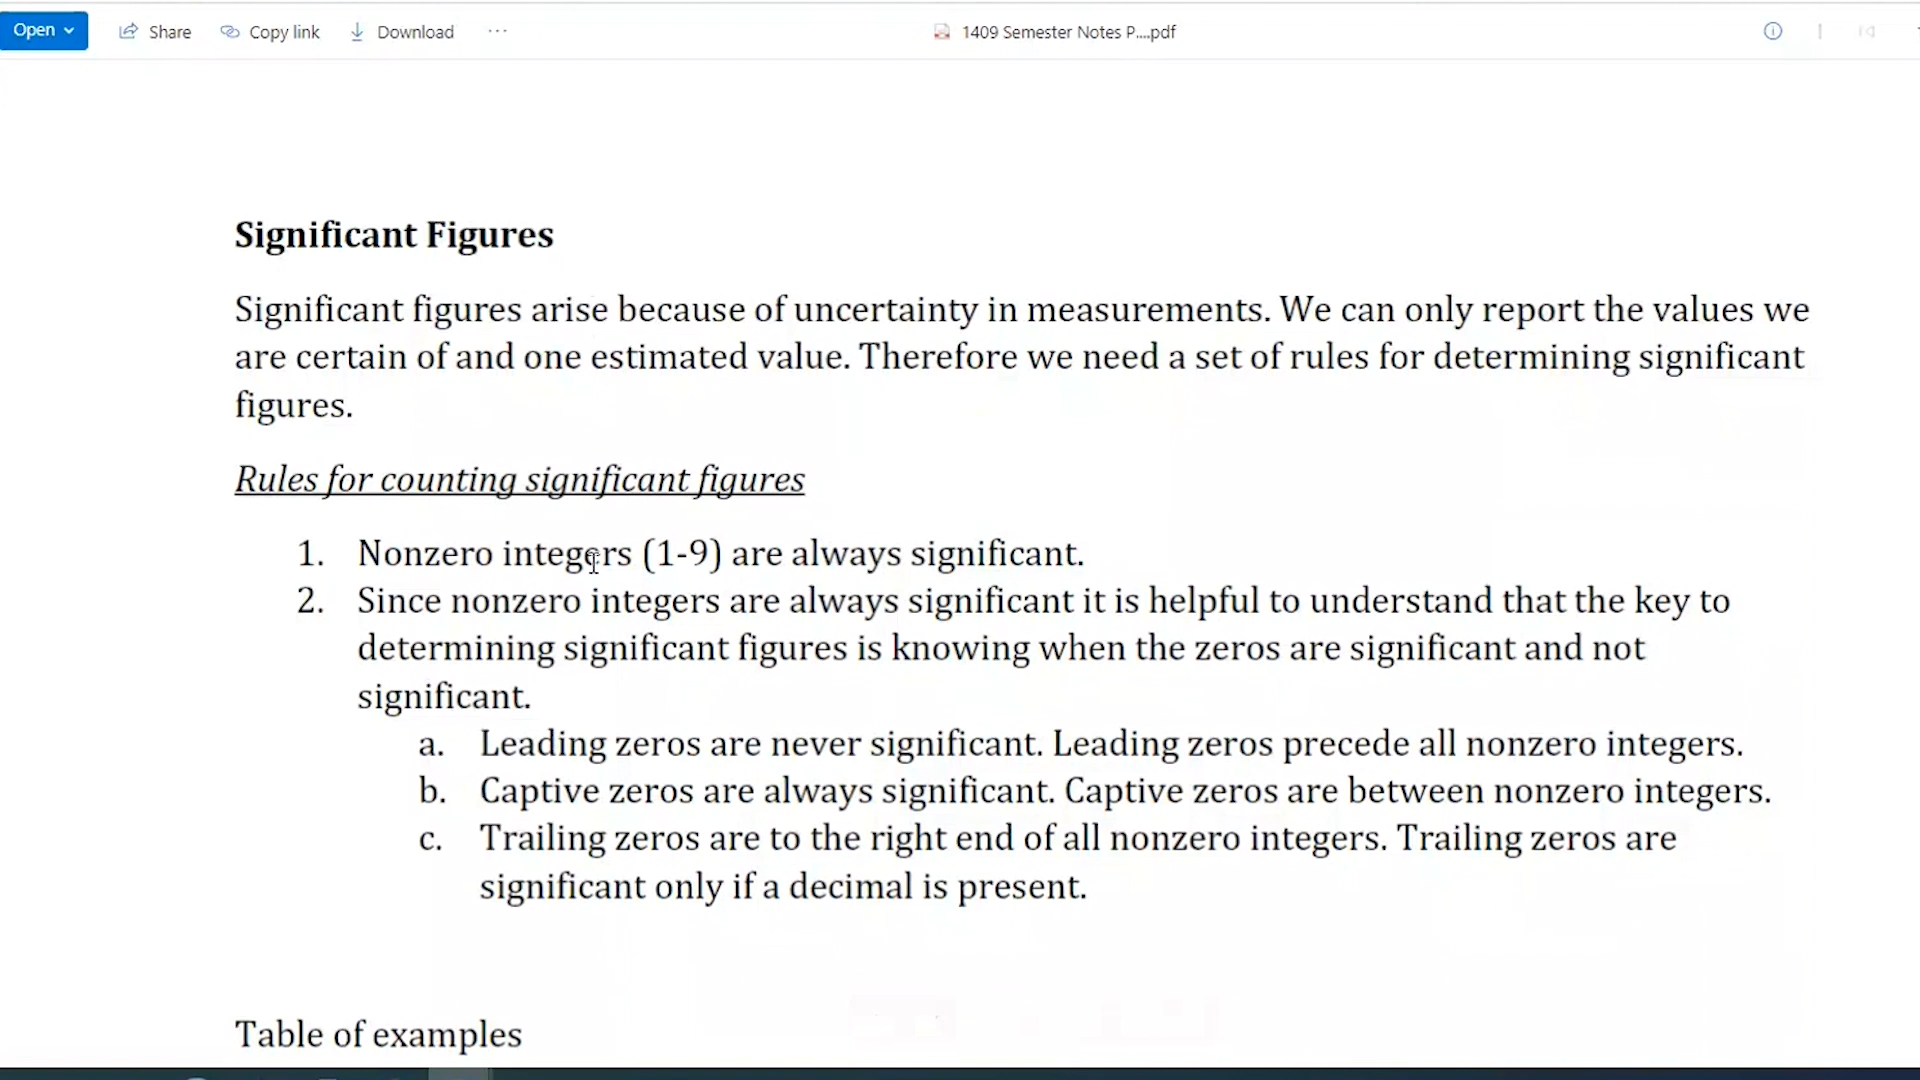 Open Share Copy link Download ... 1409 Semester Notes P....pdf
Significant Figures
Significant figures arise because of uncertainty in measurements. We can only report the values we
are certain of and one estimated value. Therefore we need a set of rules for determining significant
figures.
Rules for counting significant figures
1. Nonzero integers (1-9) are always significant.
2. Since nonzero integers are always significant it is helpful to understand that the key to
determining significant figures is knowing when the zeros are significant and not
significant.
a. Leading zeros are never significant. Leading zeros precede all nonzero integers.
b. Captive zeros are always significant. Captive zeros are between nonzero integers.
c. Trailing zeros are to the right end of all nonzero integers. Trailing zeros are
significant only if a decimal is present.
Table of examples